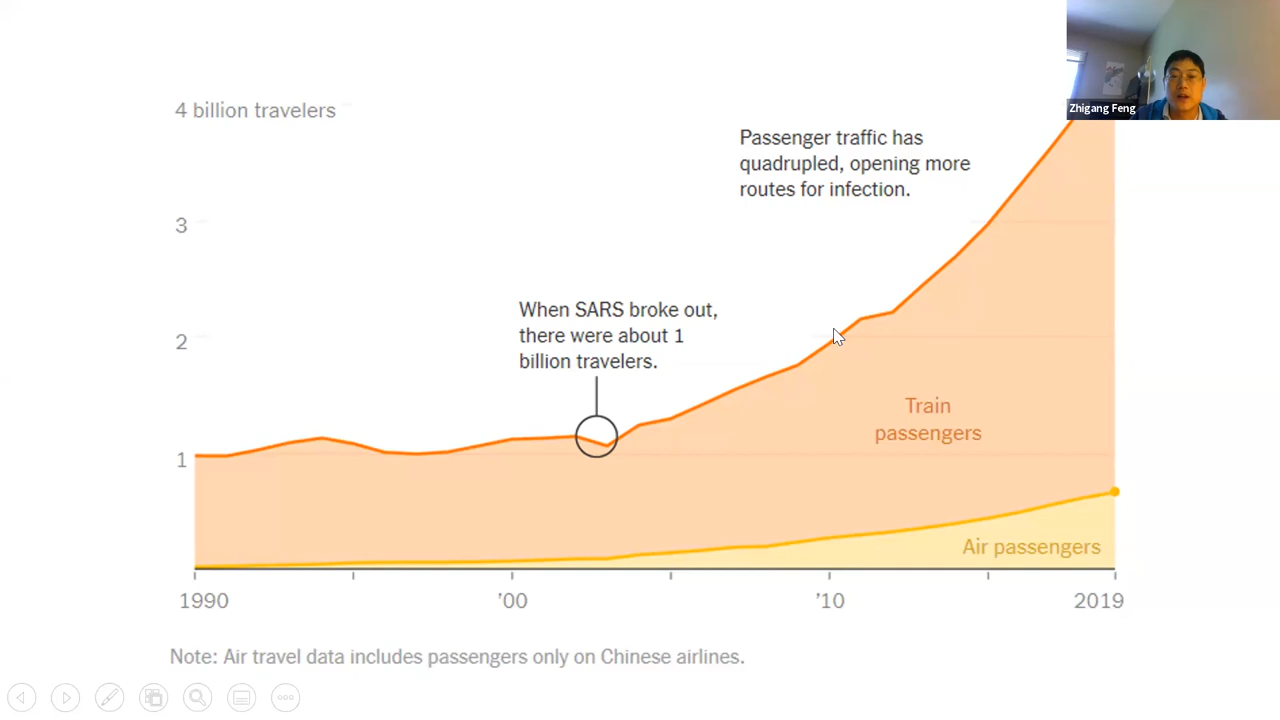 Zhigang Feng
4 billion travelers
Passenger traffic has
quadrupled, opening more
routes for infection.
3
When SARS broke out,
there were about 1
billion travelers.
2
Train
passengers
1
Air passengers
1990
’00
’10
2019
Note: Air travel data includes passengers only on Chinese airlines.